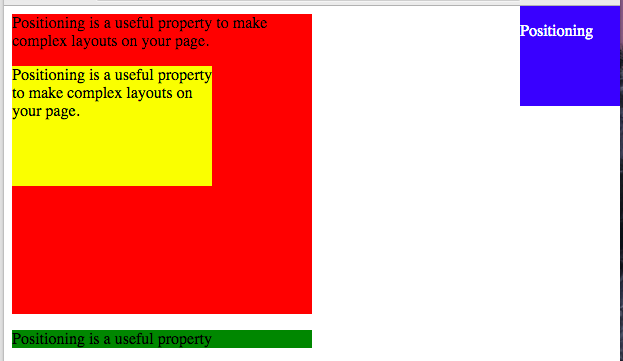 Positioning is a useful property to make
complex layouts on your page.
Positioning is a useful property
to make complex layouts on
your page.
Positioning
Positioning is a useful property